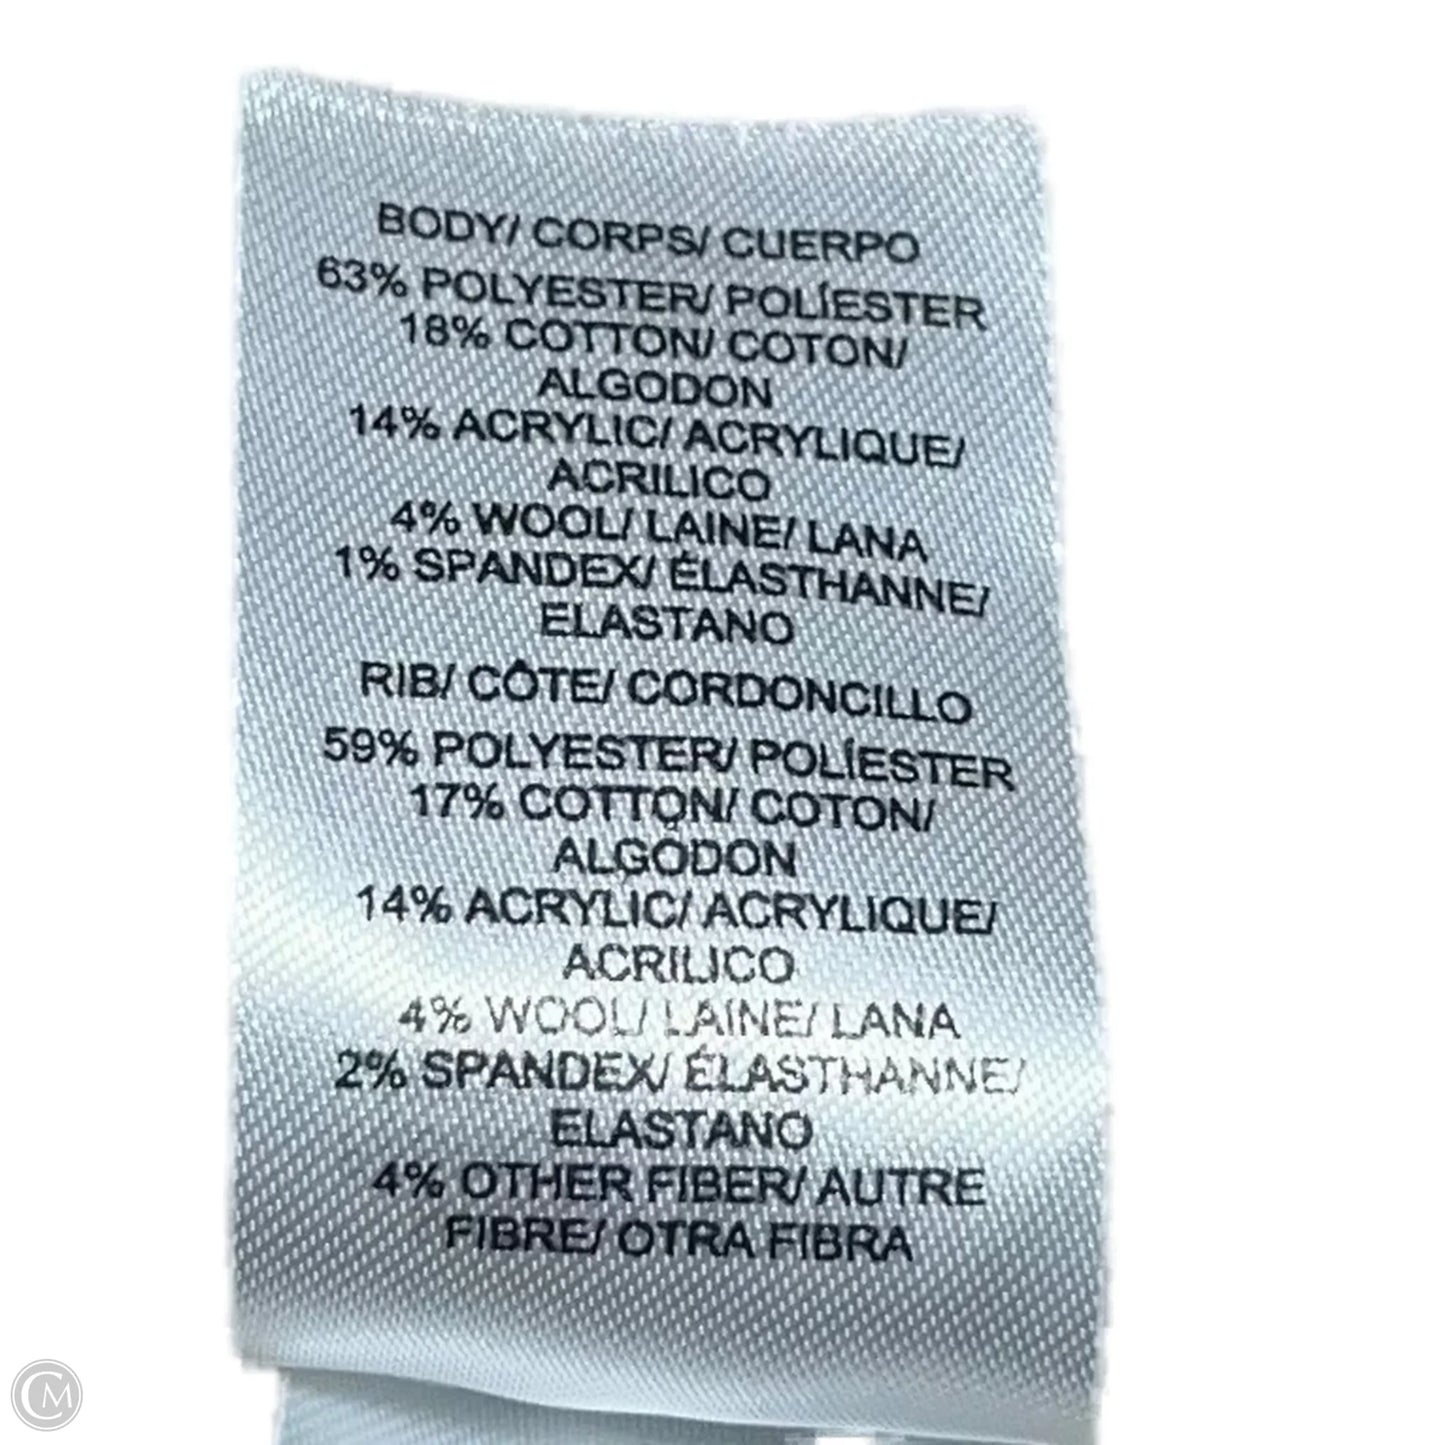 BODY/ CORPS/ CUERPO
63% POLYESTER/ POLÍESTER
18% COTTON/ COTON/
ALGODON
14% ACRYLIC/ ACRYLIQUE/
ACRILICO
4% WOOL/ LAINE/ LANA
1% SPANDEX/ ÉLASTHANNE/
ELASTANO
RIB/ CÔTE/ CORDONCILLO
59% POLYESTER/ POLÍESTER
17% COTTON/ COTON/
ALGODON
14% ACRYLIC/ ACRYLIQUE/
ACRILICO
4% WOOL/ LAINE/ LANA
2% SPANDEX/ ÉLASTHANNE/
ELASTANO
4% OTHER FIBER/ AUTRE
FIBRE/ OTRA FIBRA
CM